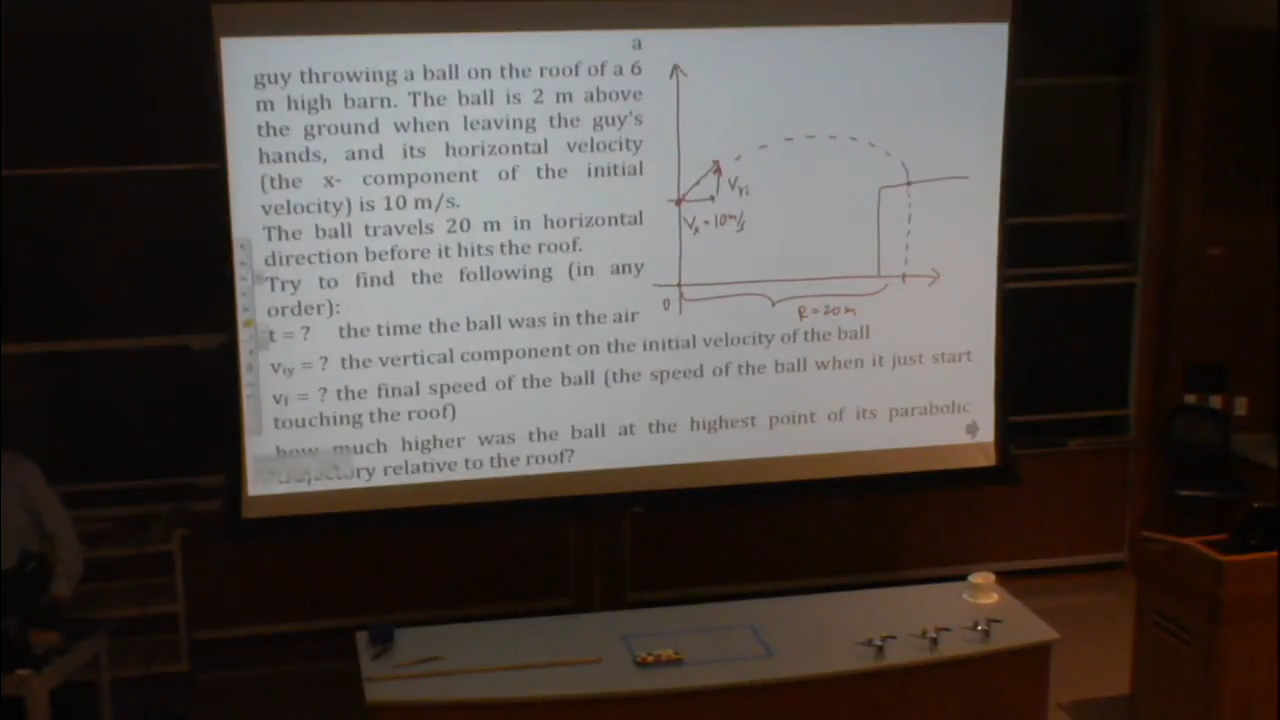 a
guy throwing a ball on the roof of a 6
m high barn. The ball is 2 m above
the ground when leaving the guy's
hands, and its horizontal velocity
(the x- component of the initial
velocity) is 10 m/s.
The ball travels 20 m in horizontal
direction before it hits the roof.
Try to find the following (in any
order):
t = ? the time the ball was in the air
viy = ? the vertical component on the initial velocity of the ball
vf = ? the final speed of the ball (the speed of the ball when it just start
touching the roof)
how much higher was the ball at the highest point of its parabolic
trajectory relative to the roof?
Vyi
Vx = 10 m/s
0
R = 20 m